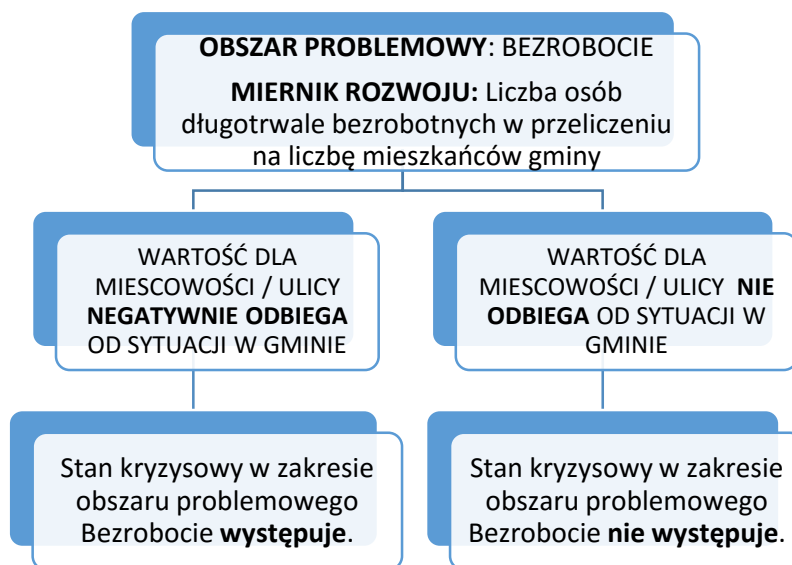 OBSZAR PROBLEMOWY: BEZROBOCIE
MIERNIK ROZWOJU: Liczba osób
długotrwale bezrobotnych w przeliczeniu
na liczbę mieszkańców gminy
WARTOŚĆ DLA
MIESCOWOŚCI / ULICY
NEGATYWNIE ODBIEGA
OD SYTUACJI W GMINIE
WARTOŚĆ DLA
MIESCOWOŚCI / ULICY NIE
ODBIEGA OD SYTUACJI W
GMINIE
Stan kryzysowy w zakresie
obszaru problemowego
Bezrobocie występuje.
Stan kryzysowy w zakresie
obszaru problemowego
Bezrobocie nie występuje.